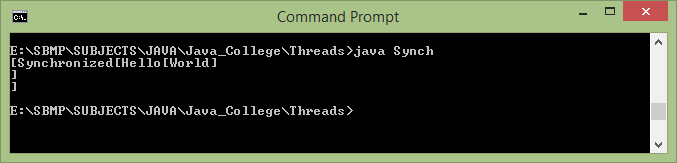 Command Prompt
E:\SBMP\SUBJECTS\JAVA\Java_College\Threads>java Synch
[Synchronized[Hello[World]
]
]
E:\SBMP\SUBJECTS\JAVA\Java_College\Threads>